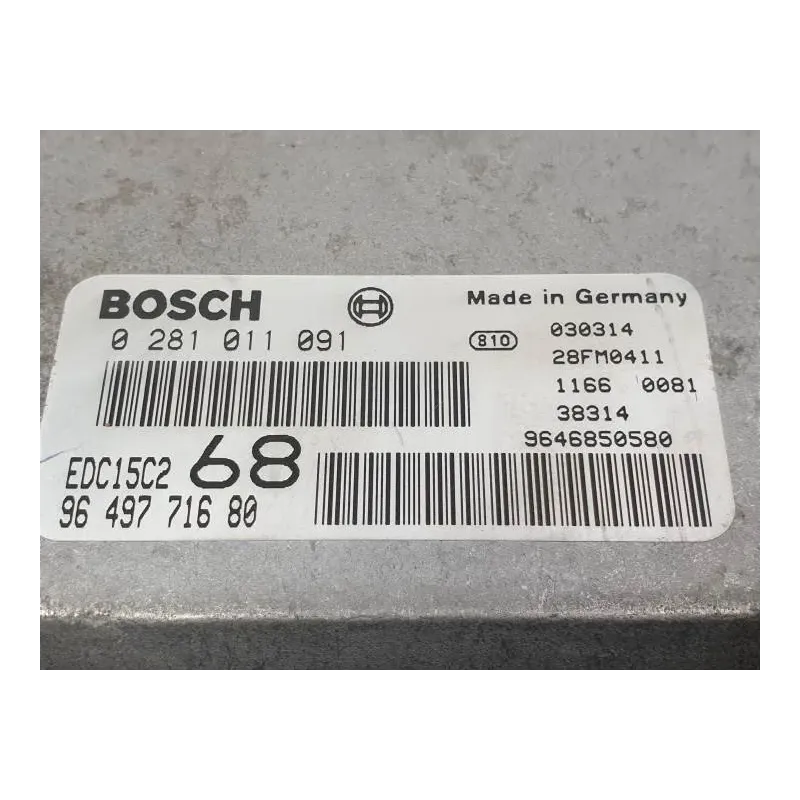 BOSCH
Made in Germany
0 281 011 091
810
030314
28FM0411
1166 0081
38314
9646850580
EDC15C2 68
96 497 716 80